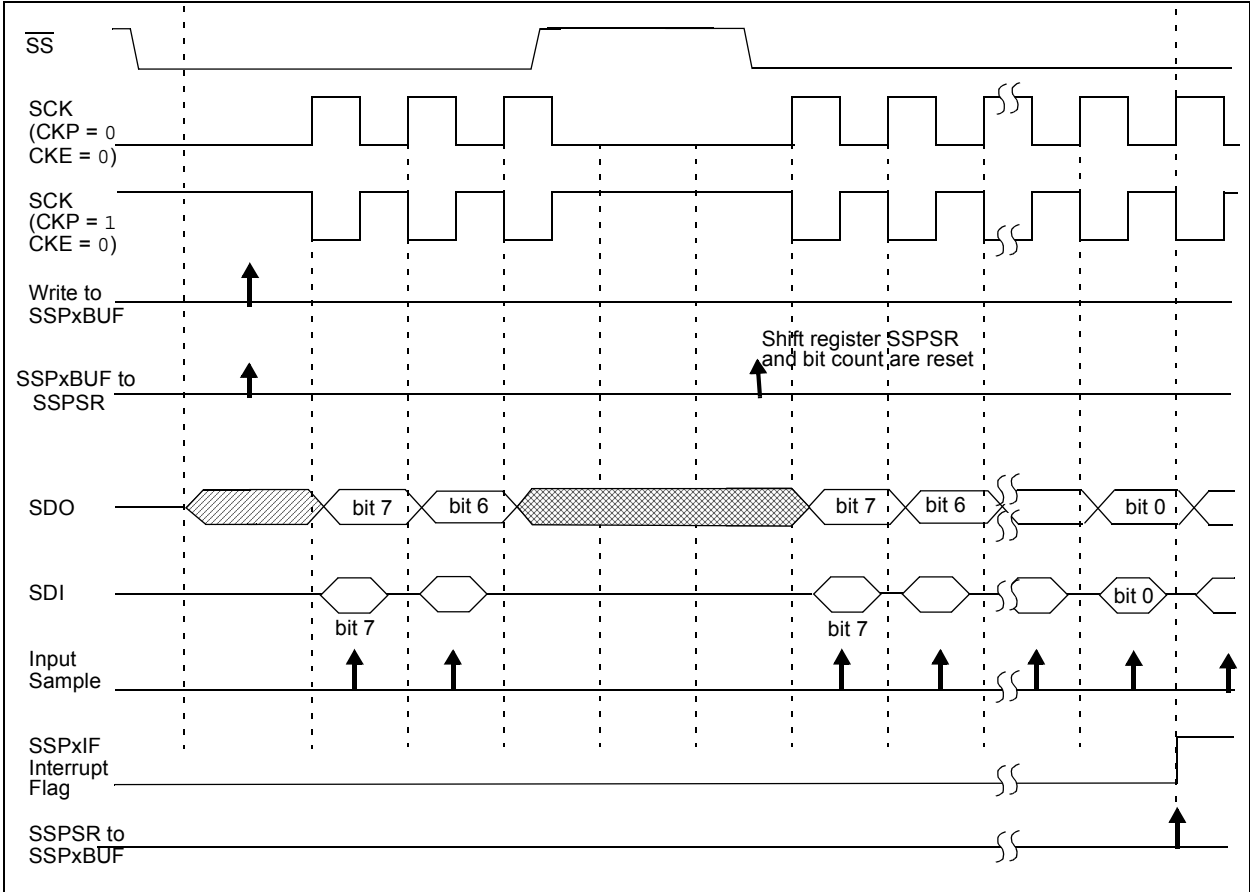 SS
SCK
(CKP = 0
CKE = 0)
SCK
(CKP = 1
CKE = 0)
Write to
SSPxBUF
Shift register SSPSR
and bit count are reset
SSPxBUF to
SSPSR
SDO
bit 7
bit 6
bit 7
bit 6
bit 0
SDI
bit 0
bit 7
bit 7
Input
Sample
SSPxIF
Interrupt
Flag
SSPSR to
SSPxBUF